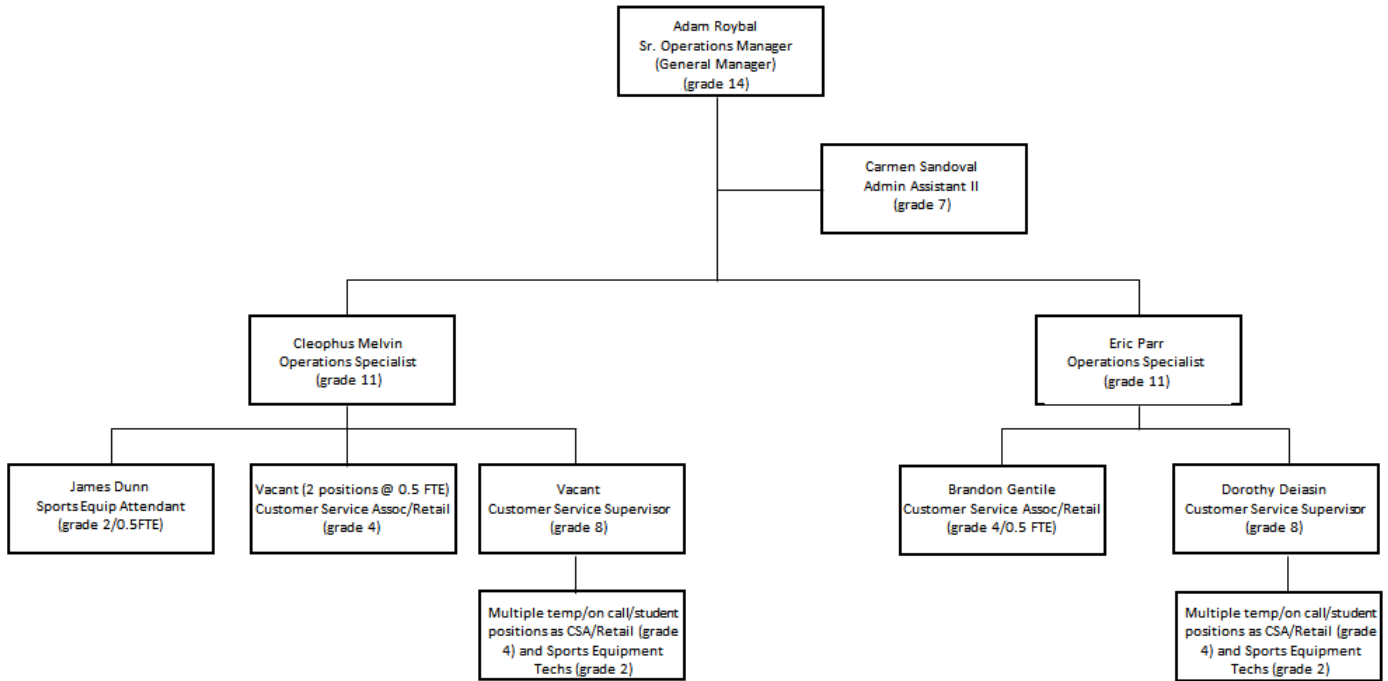 Adam Roybal
Sr. Operations Manager
(General Manager)
(grade 14)
Carmen Sandoval
Admin Assistant II
(grade 7)
Cleophus Melvin
Operations Specialist
(grade 11)
Eric Parr
Operations Specialist
(grade 11)
James Dunn
Sports Equip Attendant
(grade 2/0.5FTE)
Vacant (2 positions @ 0.5 FTE)
Customer Service Assoc/Retail
(grade 4)
Vacant
Customer Service Supervisor
(grade 8)
Brandon Gentile
Customer Service Assoc/Retail
(grade 4/0.5 FTE)
Dorothy Deiasin
Customer Service Supervisor
(grade 8)
Multiple temp/on call/student
positions as CSA/Retail (grade
4) and Sports Equipment
Techs (grade 2)
Multiple temp/on call/student
positions as CSA/Retail (grade
4) and Sports Equipment
Techs (grade 2)